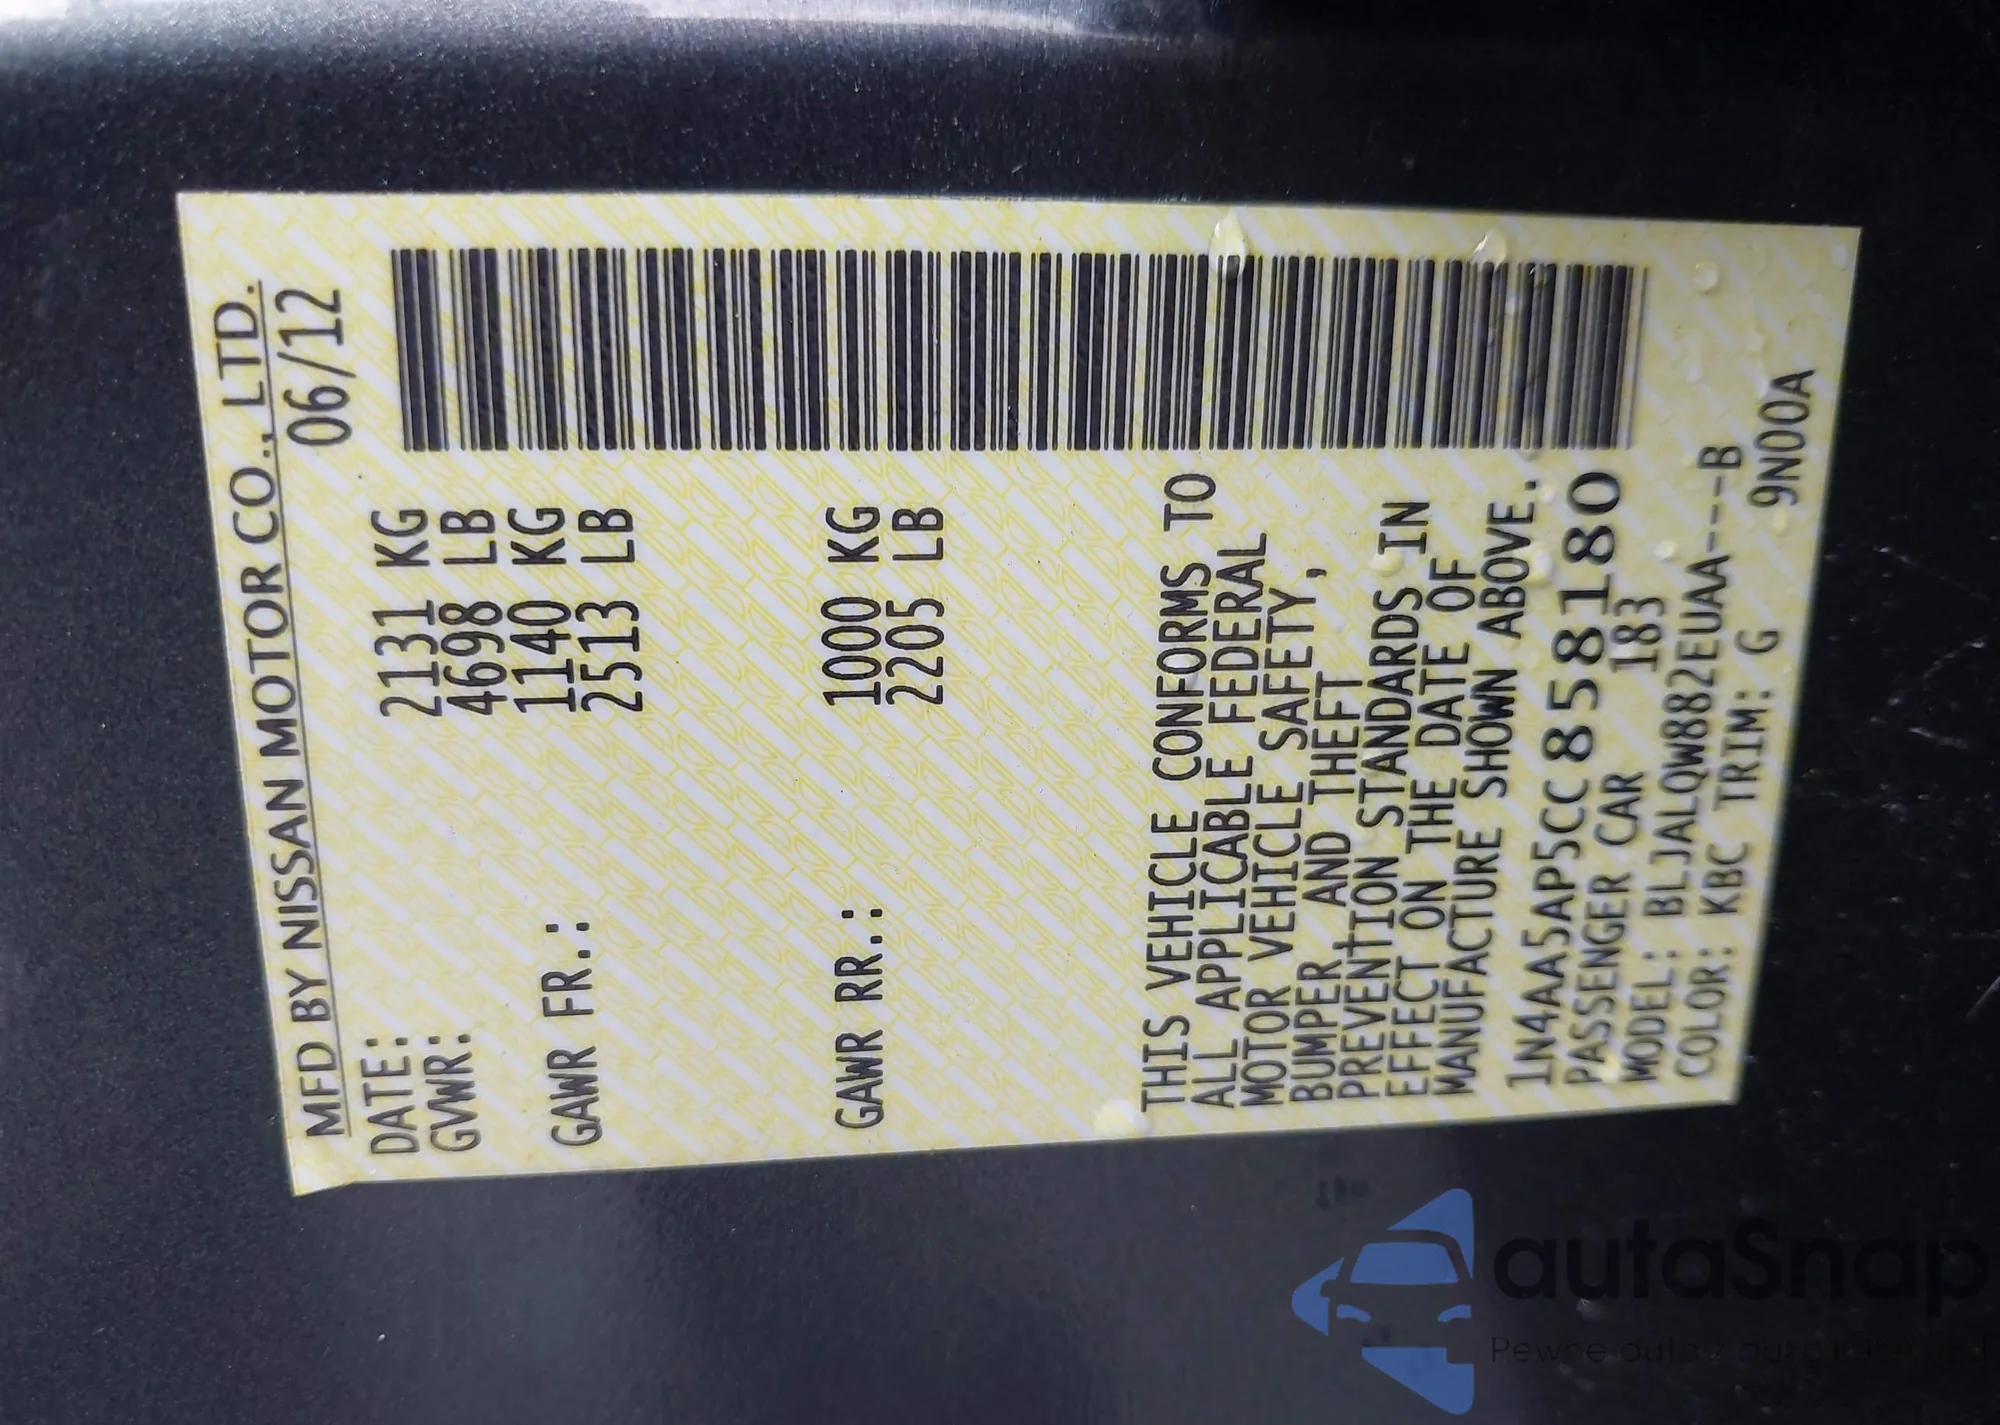 MFD BY NISSAN MOTOR CO., LTD.
DATE: 06/12
GVWR: 2131 KG
4698 LB
GAWR FR.: 1140 KG
2513 LB
GAWR RR.: 1000 KG
2205 LB
THIS VEHICLE CONFORMS TO
ALL APPLICABLE FEDERAL
MOTOR VEHICLE SAFETY,
BUMPER, AND THEFT
PREVENTION STANDARDS IN
EFFECT ON THE DATE OF
MANUFACTURE SHOWN ABOVE.
1N4AA5AP5CC858180
PASSENGER CAR 183
MODEL: BLJALQW882EUAA---B
COLOR: KBC TRIM: G 9N00A
autaSnap
Pewne auta z